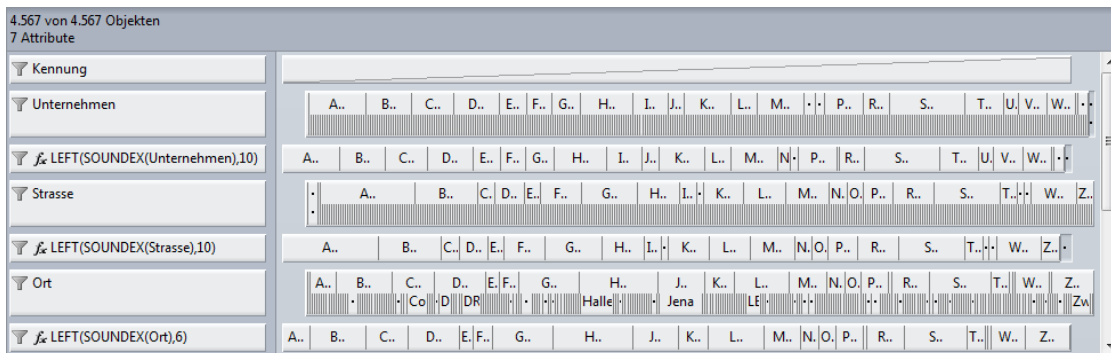 4.567 von 4.567 Objekten
7 Attribute
Kennung
Unternehmen
A.. B.. C.. D.. E.. F.. G.. H.. I.. J.. K.. L.. M.. P.. R.. S.. T.. U. V.. W..
fx LEFT(SOUNDEX(Unternehmen),10)
A.. B.. C.. D.. E.. F.. G.. H.. I.. J.. K.. L.. M.. N P.. R.. S.. T.. U. V.. W..
Strasse
A.. B.. C. D.. E.. F.. G.. H.. I.. K.. L.. M.. N. O. P.. R.. S.. T.. W.. Z..
fx LEFT(SOUNDEX(Strasse),10)
A.. B.. C.. D.. E.. F.. G.. H.. I.. K.. L.. M.. N. O. P.. R.. S.. T.. W.. Z..
Ort
A.. B.. C.. D.. E. F.. G.. H.. J.. K.. L.. M.. N. O. P.. R.. S.. T.. W.. Z..
Co D DR Halle Jena LE Zw
fx LEFT(SOUNDEX(Ort),6)
A.. B.. C.. D.. E. F.. G.. H.. J.. K.. L.. M.. N. O. P.. R.. S.. T.. W.. Z..